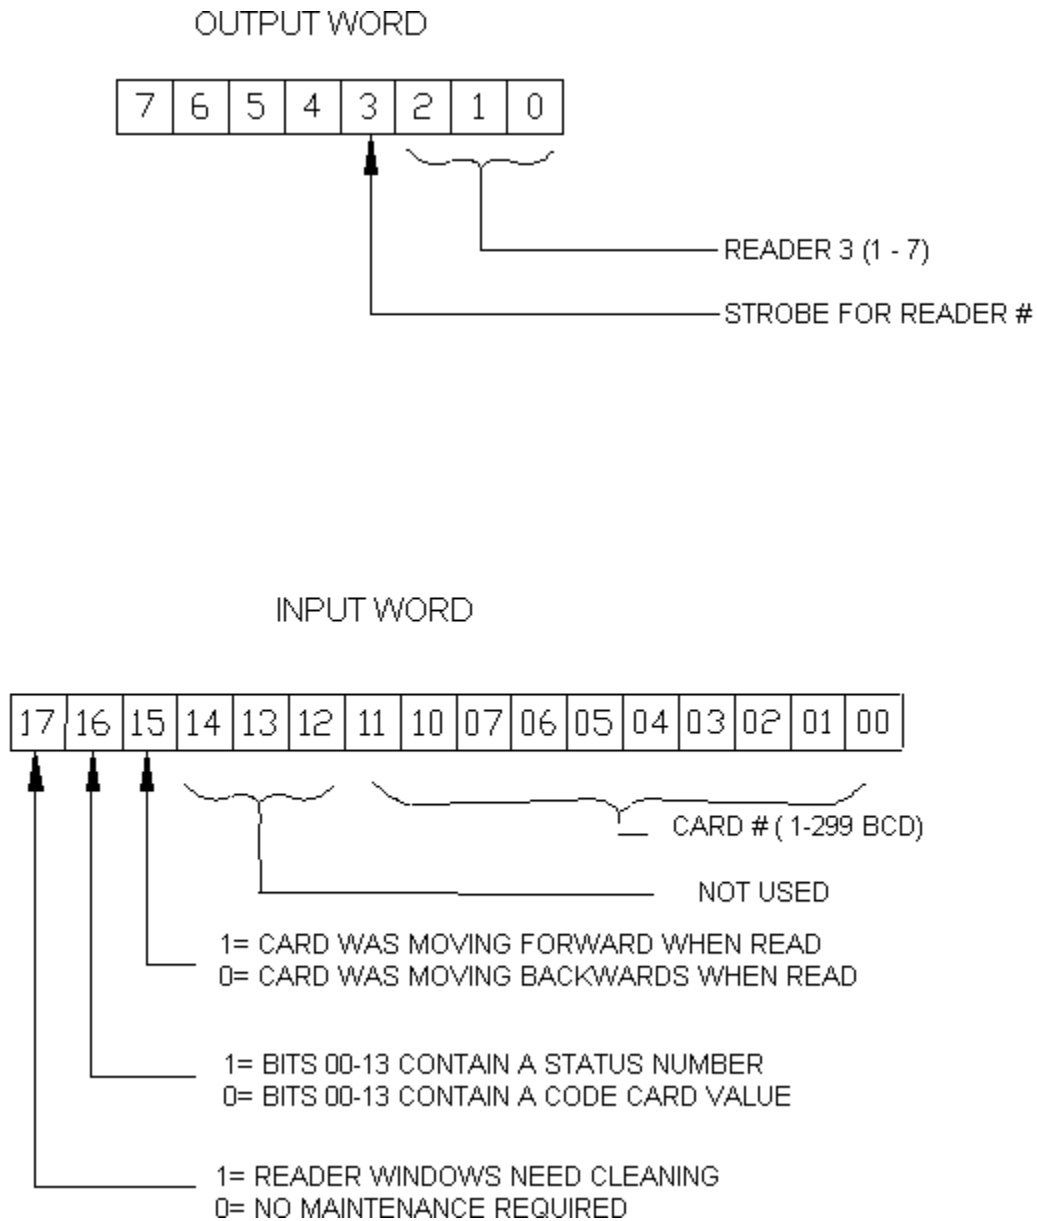 OUTPUT WORD
7 6 5 4 3 2 1 0
READER 3 (1 - 7)
STROBE FOR READER #
INPUT WORD
17 16 15 14 13 12 11 10 07 06 05 04 03 02 01 00
CARD # ( 1-299 BCD)
NOT USED
1= CARD WAS MOVING FORWARD WHEN READ
0= CARD WAS MOVING BACKWARDS WHEN READ
1= BITS 00-13 CONTAIN A STATUS NUMBER
0= BITS 00-13 CONTAIN A CODE CARD VALUE
1= READER WINDOWS NEED CLEANING
0= NO MAINTENANCE REQUIRED